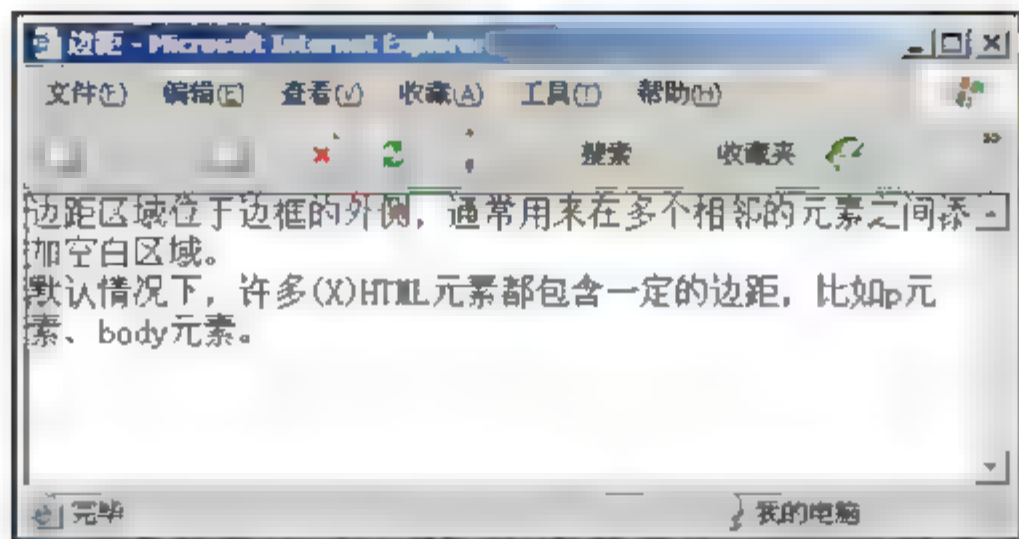 边距 - Microsoft Internet Explorer
文件(F) 编辑(E) 查看(V) 收藏(A) 工具(T) 帮助(H)
搜索 收藏夹 »
边距区域位于边框的外侧，通常用来在多个相邻的元素之间添
加空白区域。
默认情况下，许多(X)HTML元素都包含一定的边距，比如p元
素、body元素。
完毕 我的电脑